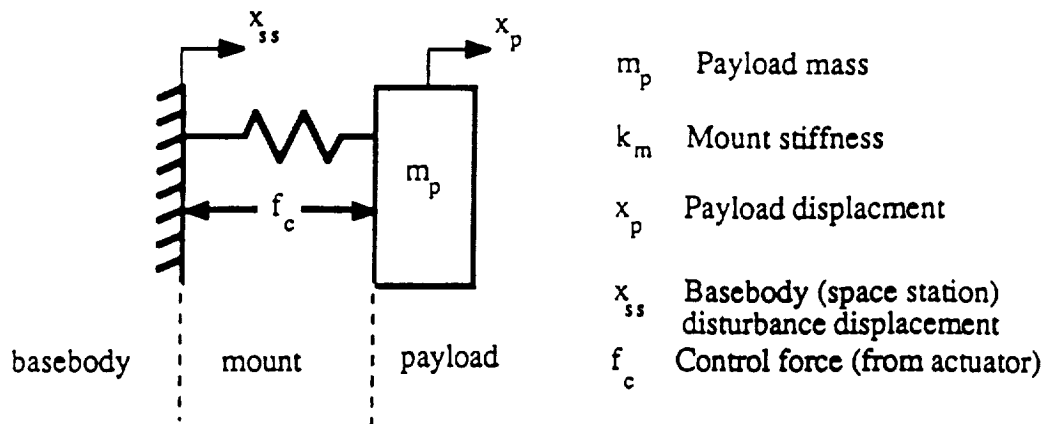 x_ss
x_p
m_p
f_c
basebody
mount
payload
m_p Payload mass
k_m Mount stiffness
x_p Payload displacment
x_ss Basebody (space station)
disturbance displacement
f_c Control force (from actuator)